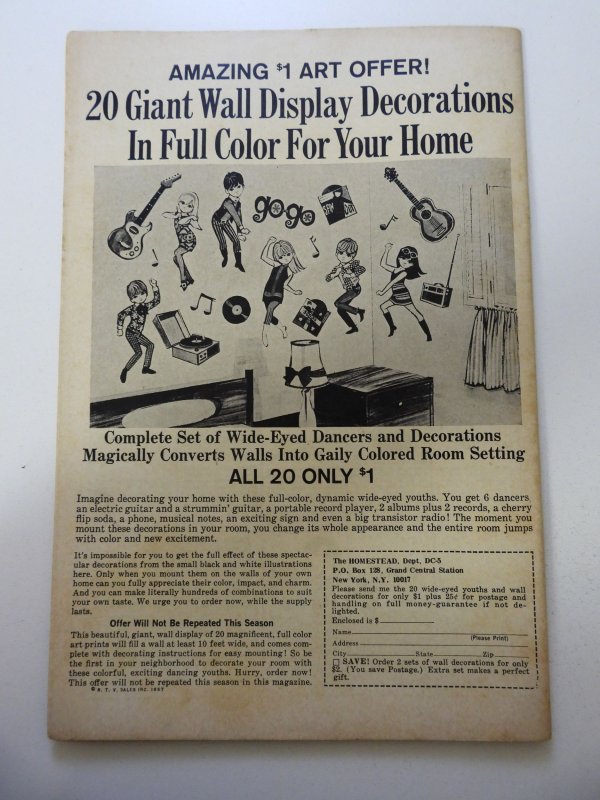 AMAZING $1 ART OFFER!
20 Giant Wall Display Decorations
In Full Color For Your Home
go·go
Complete Set of Wide-Eyed Dancers and Decorations
Magically Converts Walls Into Gaily Colored Room Setting
ALL 20 ONLY $1
Imagine decorating your home with these full-color, dynamic wide-eyed youths. You get 6 dancers
an electric guitar and a strummin' guitar, a portable record player, 2 albums plus 2 records, a cherry
flip soda, a phone, musical notes, an exciting sign and even a big transistor radio! The moment you
mount these decorations in your room, you change its whole appearance and the entire room jumps
with color and new excitement.
It's impossible for you to get the full effect of these spectac-
ular decorations from the small black and white illustrations
here. Only when you mount them on the walls of your own
home can you fully appreciate their color, impact, and charm.
And you can make literally hundreds of combinations to suit
your own taste. We urge you to order now, while the supply
lasts.
Offer Will Not Be Repeated This Season
This beautiful, giant, wall display of 20 magnificent, full color
art prints will fill a wall at least 10 feet wide, and comes com-
plete with decorating instructions for easy mounting! So be
the first in your neighborhood to decorate your room with
these colorful, exciting dancing youths. Hurry, order now!
This offer will not be repeated this season in this magazine.
© N. T. V. SALES INC. 1967
The HOMESTEAD, Dept. DC-5
P.O. Box 128, Grand Central Station
New York, N.Y. 10017
Please send me the 20 wide-eyed youths and wall
decorations for only $1 plus 25¢ for postage and
handling on full money-guarantee if not de-
lighted.
Enclosed is $
Name
(Please Print)
Address
City State Zip
SAVE! Order 2 sets of wall decorations for only
$2. (You save Postage.) Extra set makes a perfect
gift.